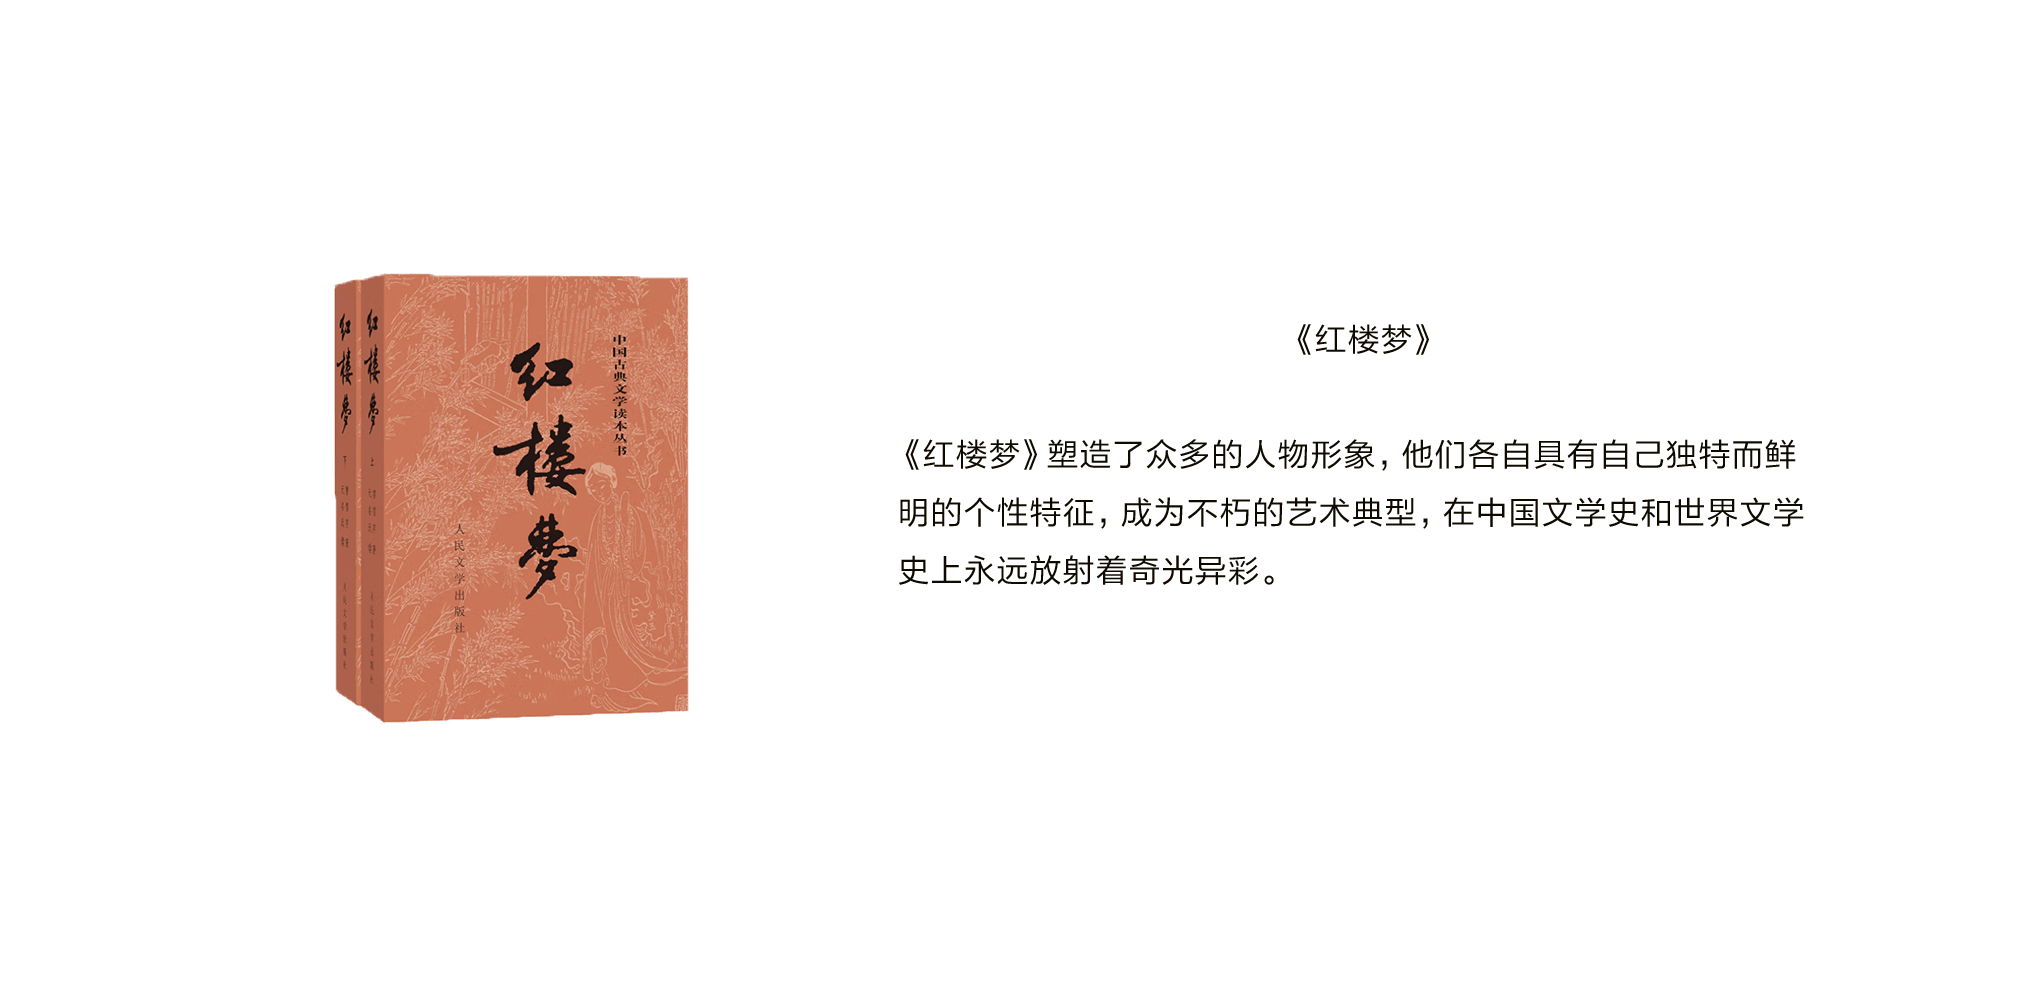 红楼梦
下
红楼梦
上
中国古典文学读本丛书
红楼梦
人民文学出版社
《红楼梦》
《红楼梦》塑造了众多的人物形象，他们各自具有自己独特而鲜
明的个性特征，成为不朽的艺术典型，在中国文学史和世界文学
史上永远放射着奇光异彩。